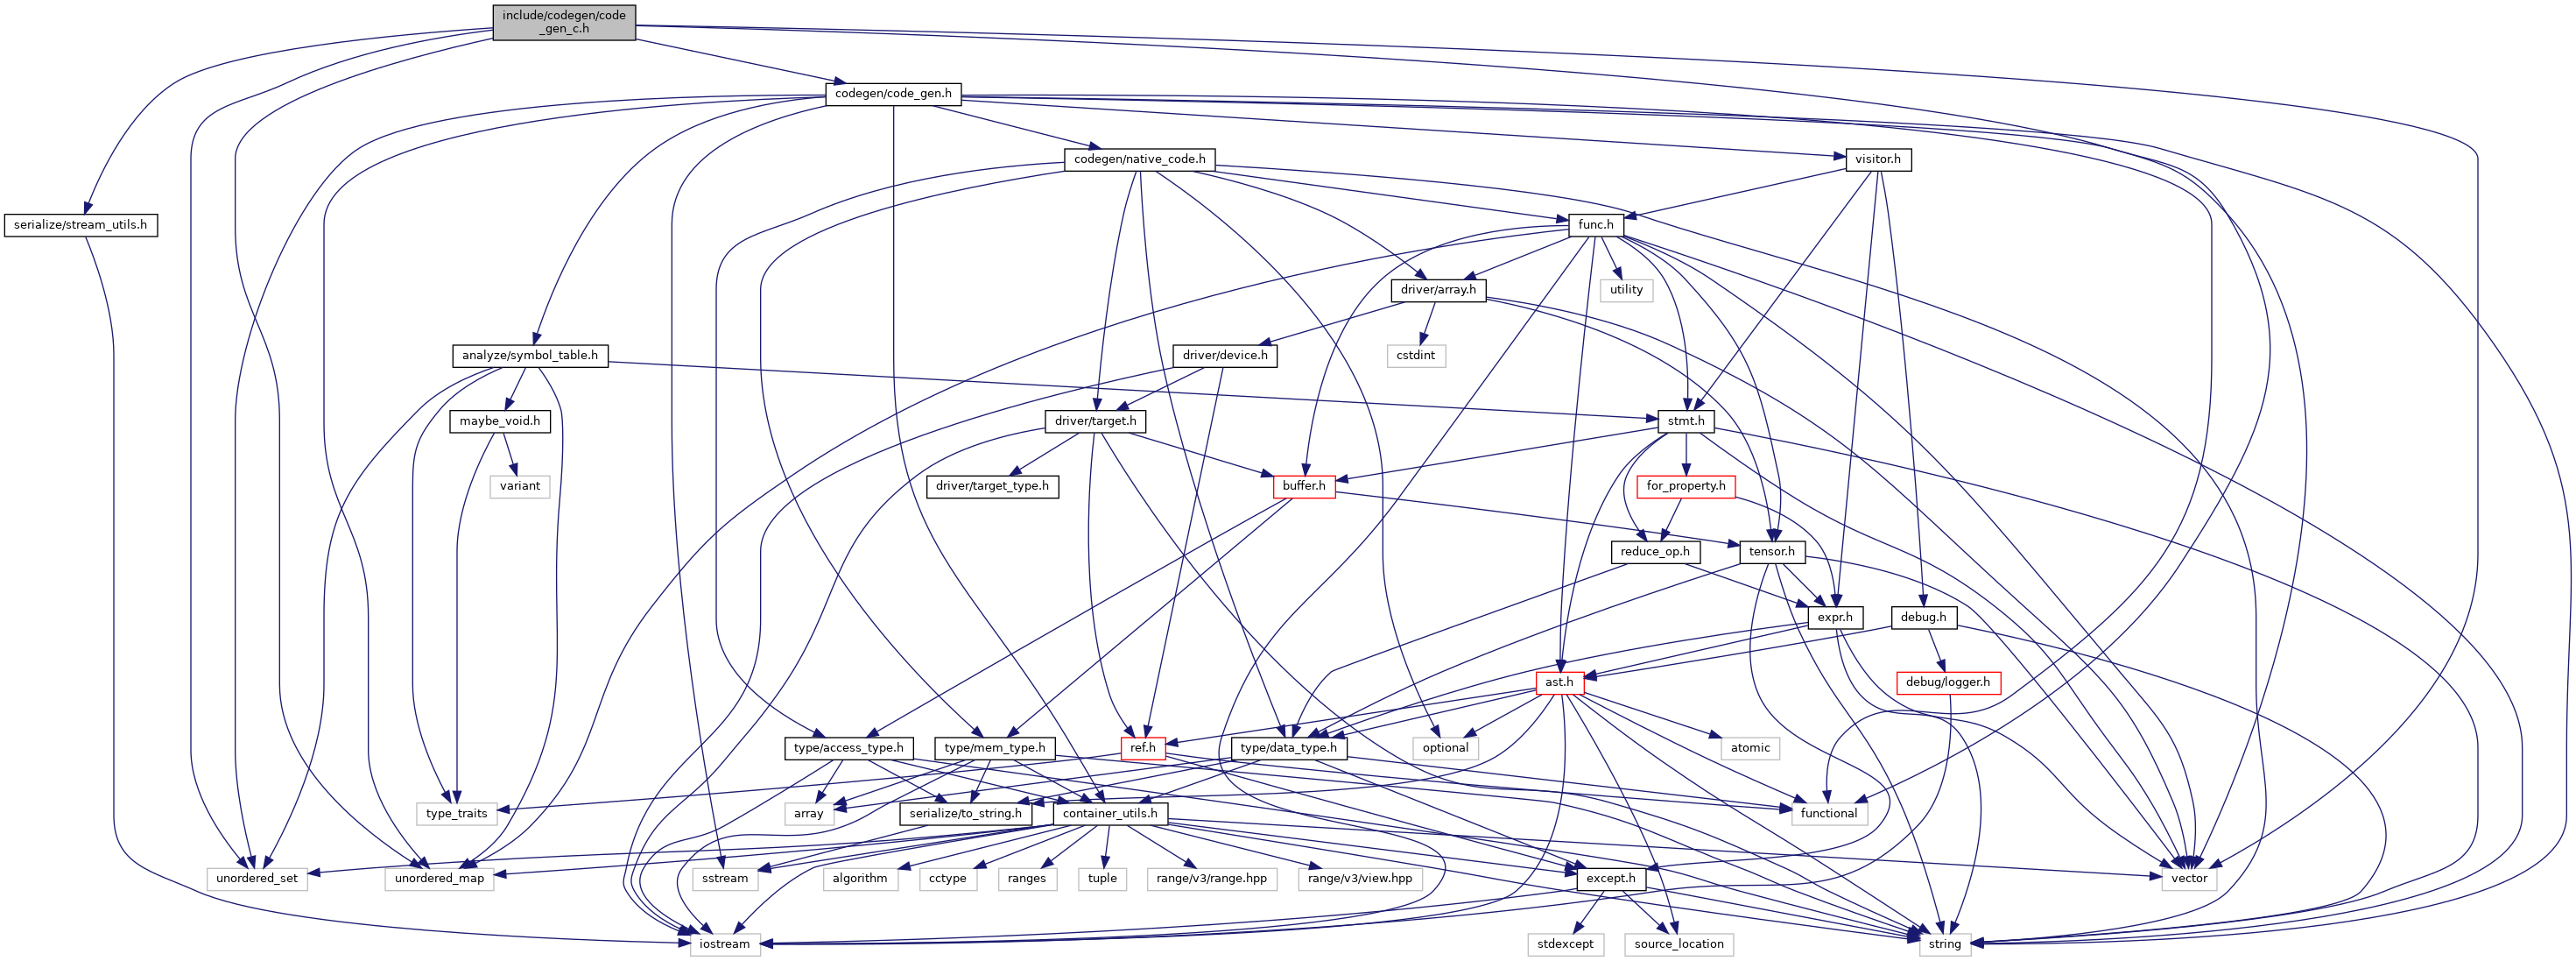 include/codegen/code
_gen_c.h
codegen/code_gen.h
codegen/native_code.h
visitor.h
serialize/stream_utils.h
func.h
driver/array.h
utility
analyze/symbol_table.h
driver/device.h
cstdint
maybe_void.h
driver/target.h
stmt.h
variant
driver/target_type.h
buffer.h
for_property.h
reduce_op.h
tensor.h
expr.h
debug.h
ast.h
debug/logger.h
type/access_type.h
type/mem_type.h
ref.h
type/data_type.h
optional
atomic
type_traits
array
serialize/to_string.h
container_utils.h
functional
unordered_set
unordered_map
sstream
algorithm
cctype
ranges
tuple
range/v3/range.hpp
range/v3/view.hpp
except.h
vector
iostream
stdexcept
source_location
string